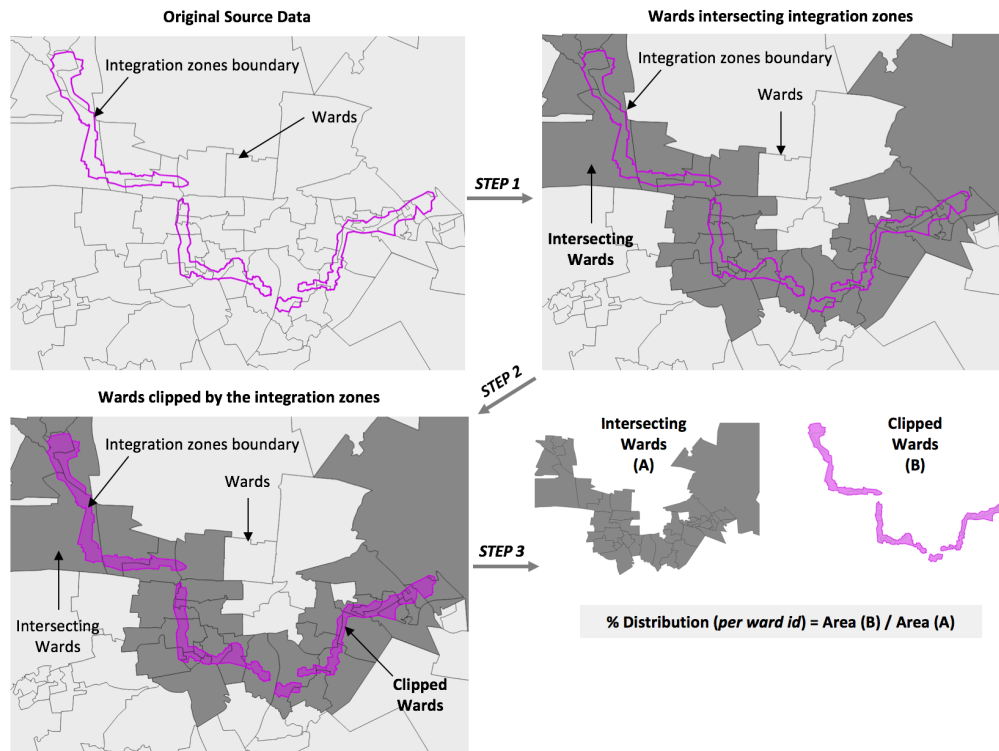 Original Source Data
Integration zones boundary
Wards
STEP 1
Wards intersecting integration zones
Integration zones boundary
Wards
Intersecting
Wards
STEP 2
Wards clipped by the integration zones
Integration zones boundary
Wards
Intersecting
Wards
Clipped
Wards
STEP 3
Intersecting
Wards
(A)
Clipped
Wards
(B)
% Distribution (per ward id) = Area (B) / Area (A)